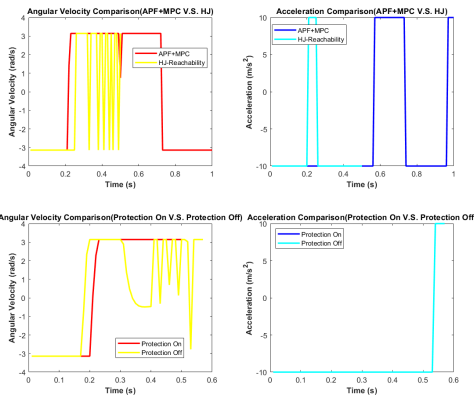 Angular Velocity Comparison(APF+MPC V.S. HJ)
4
3
2
1
0
-1
-2
-3
-4
Angular Velocity (rad/s)
APF+MPC
HJ-Reachability
0 0.2 0.4 0.6 0.8 1
Time (s)
Acceleration Comparison(APF+MPC V.S. HJ)
10
5
0
-5
-10
Acceleration (m/s²)
APF+MPC
HJ-Reachability
0 0.2 0.4 0.6 0.8 1
Time (s)
Angular Velocity Comparison(Protection On V.S. Protection Off)
4
3
2
1
0
-1
-2
-3
-4
Angular Velocity (rad/s)
Protection On
Protection Off
0 0.1 0.2 0.3 0.4 0.5 0.6
Time (s)
Acceleration Comparison(Protection On V.S. Protection Off
10
5
0
-5
-10
Acceleration (m/s²)
Protection On
Protection Off
0 0.1 0.2 0.3 0.4 0.5 0.6
Time (s)